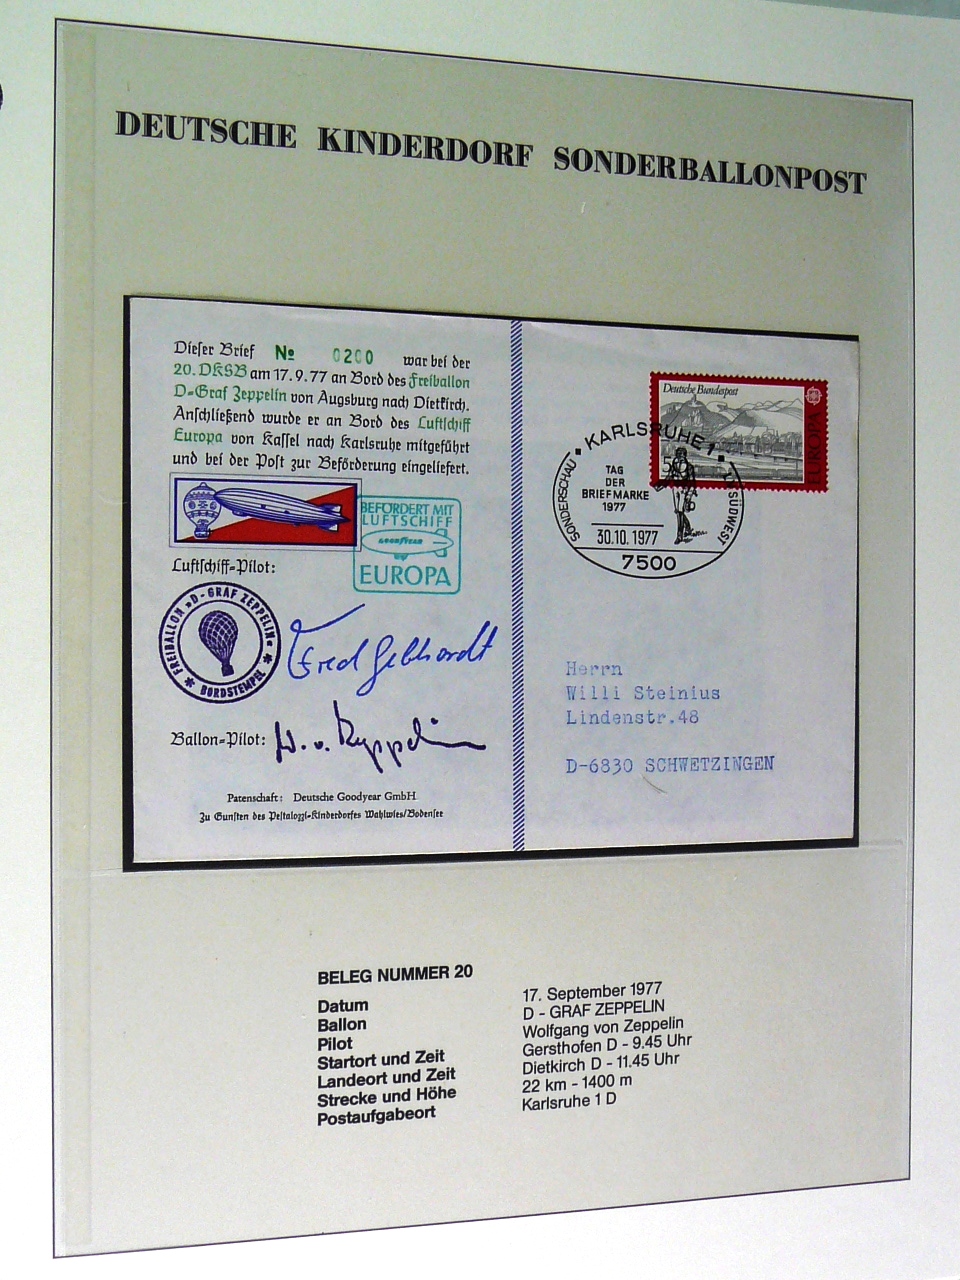 DEUTSCHE KINDERDORF SONDERBALLONPOST
Dieser Brief № 0200 war bei der
20. DKSB am 17.9.77 an Bord des Freiballon
D-Graf Zeppelin von Augsburg nach Dietkirch.
Anschließend wurde er an Bord des Luftschiff
Europa von Kassel nach Karlsruhe mitgeführt
und bei der Post zur Beförderung eingeliefert.
BEFÖRDERT MIT
LUFTSCHIFF
GOODYEAR
EUROPA
Luftschiff-Pilot:
FREIBALLON »D-GRAF ZEPPELIN«
BORDSTEMPEL
Fred Gebhardt
Ballon-Pilot: W. v. Zeppelin
Patenschaft: Deutsche Goodyear GmbH
Zu Gunsten des Pestalozzi-Kinderdorfes Wahlwies/Bodensee
Deutsche Bundespost
EUROPA
50
KARLSRUHE 1
SONDERSCHAU
SÜDWEST
TAG
DER
BRIEFMARKE
1977
30.10.1977
7500
Herrn
Willi Steinius
Lindenstr.48
D-6830 SCHWETZINGEN
BELEG NUMMER 20
Datum 17. September 1977
Ballon D - GRAF ZEPPELIN
Pilot Wolfgang von Zeppelin
Startort und Zeit Gersthofen D - 9.45 Uhr
Landeort und Zeit Dietkirch D - 11.45 Uhr
Strecke und Höhe 22 km - 1400 m
Postaufgabeort Karlsruhe 1 D